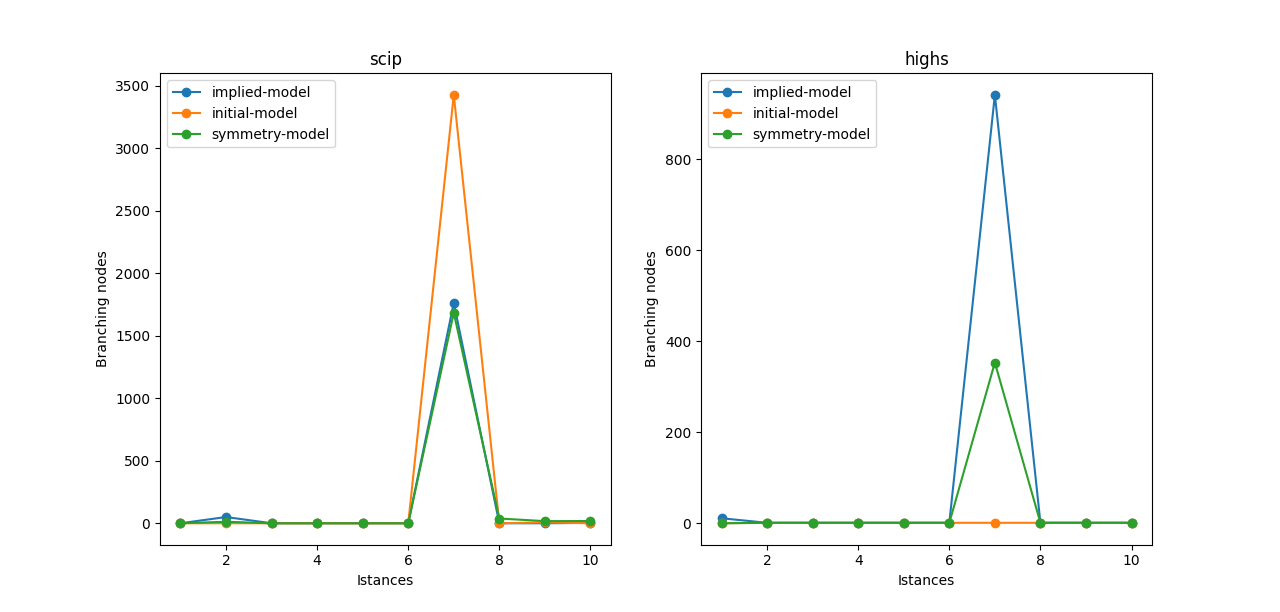 scip
implied-model
initial-model
symmetry-model
3500
3000
2500
2000
1500
1000
500
0
Branching nodes
2 4 6 8 10
Istances
highs
implied-model
initial-model
symmetry-model
800
600
400
200
0
Branching nodes
2 4 6 8 10
Istances